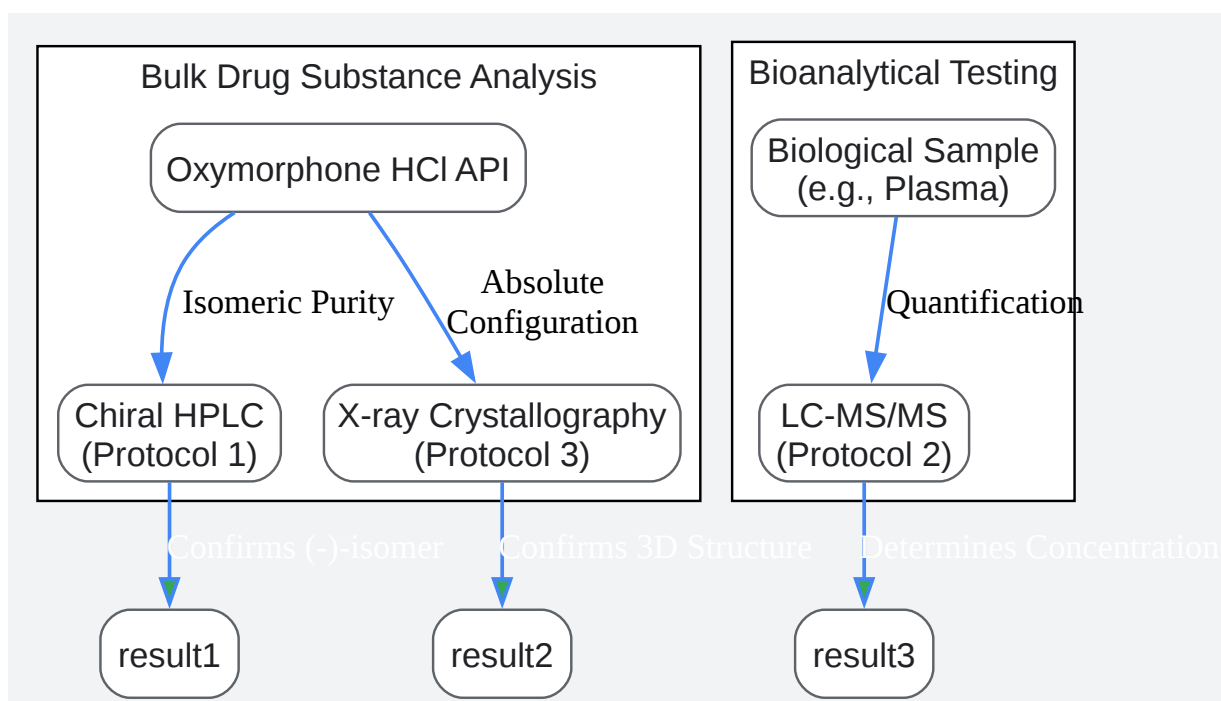 Bulk Drug Substance Analysis
Oxymorphone HCl API
Isomeric Purity
Absolute
Configuration
Chiral HPLC
(Protocol 1)
X-ray Crystallography
(Protocol 3)
Confirms (-)-isomer
Confirms 3D Structure
result1
result2
Bioanalytical Testing
Biological Sample
(e.g., Plasma)
Quantification
LC-MS/MS
(Protocol 2)
Determines Concentration
result3